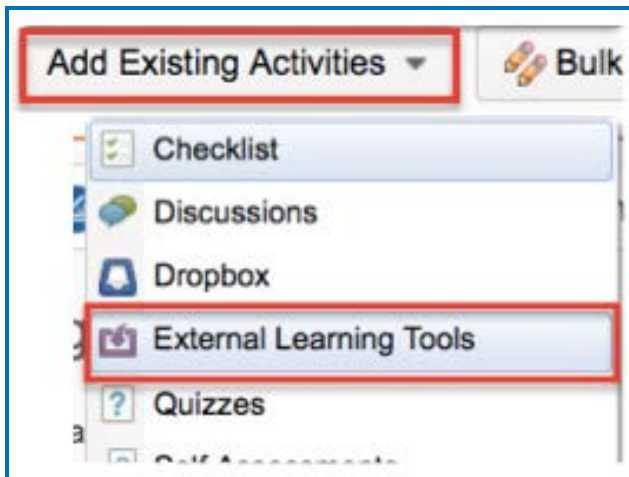 Add Existing Activities Bulk
Checklist
Discussions
Dropbox
External Learning Tools
Quizzes